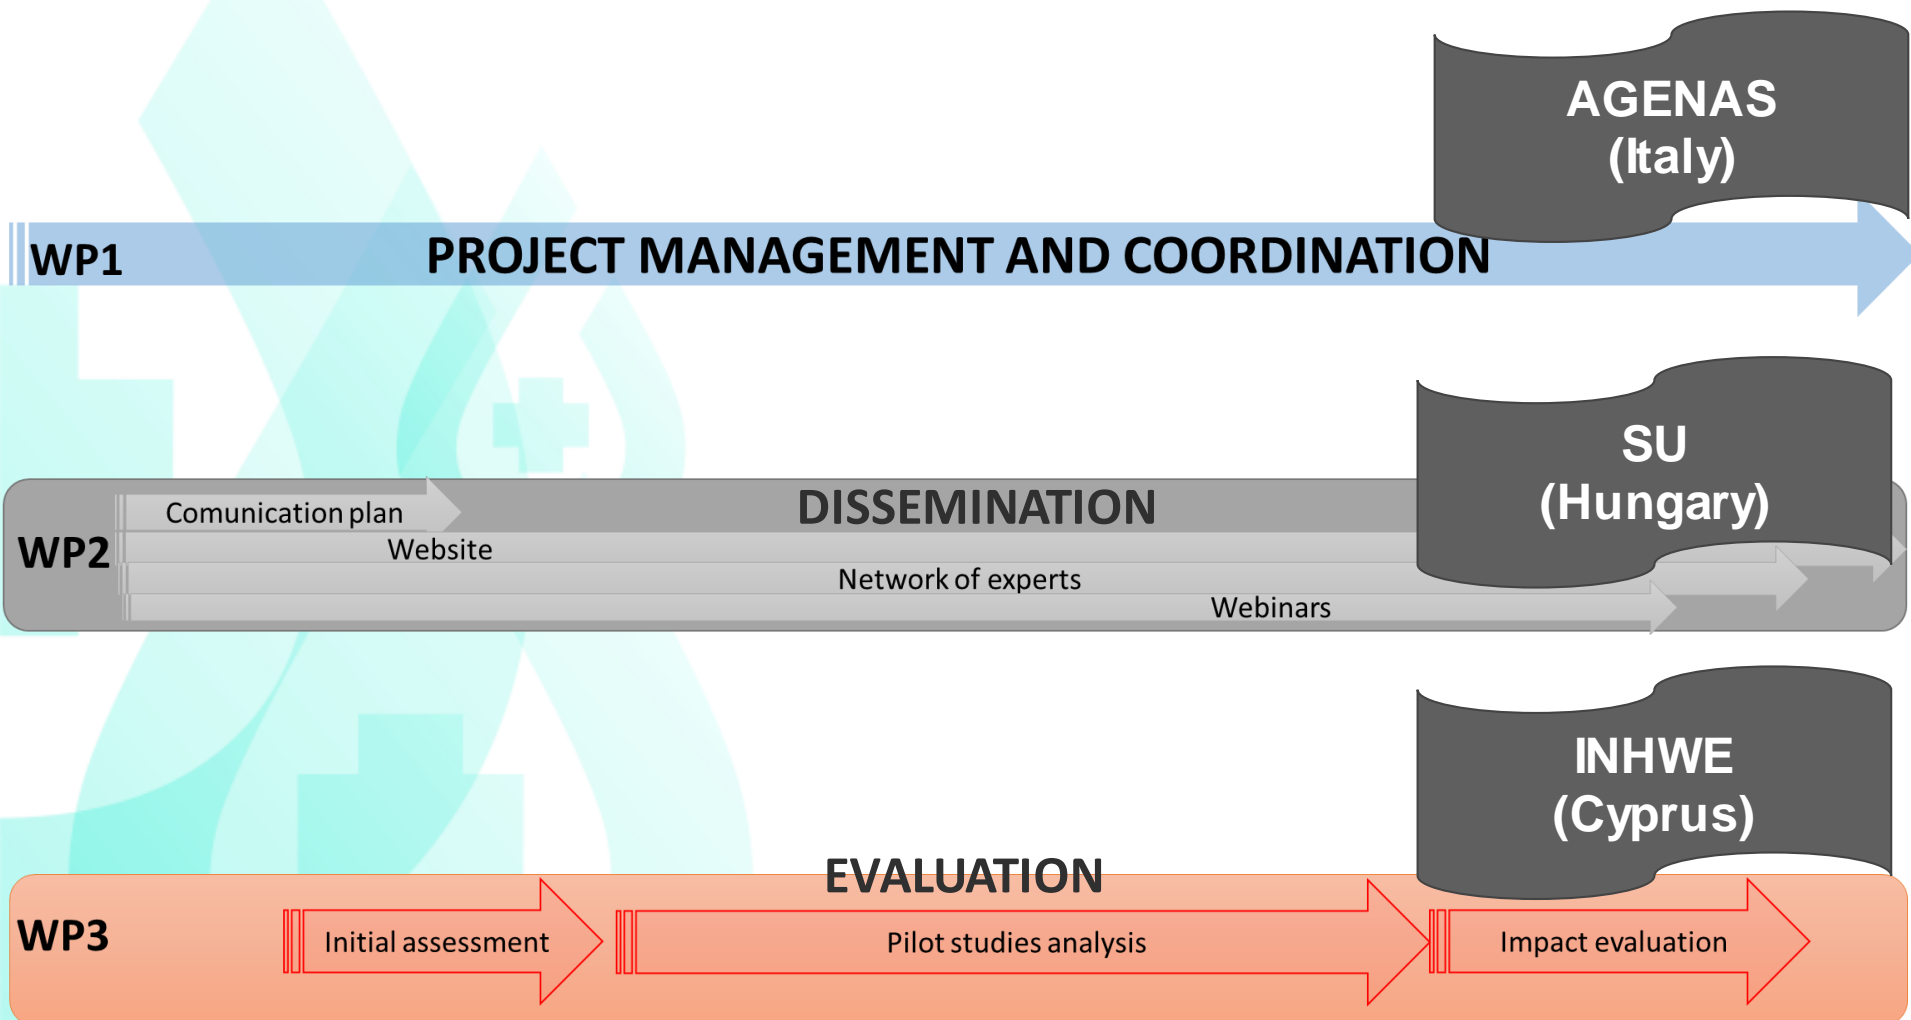 AGENAS
(Italy)
WP1
PROJECT MANAGEMENT AND COORDINATION
SU
(Hungary)
WP2
DISSEMINATION
Comunication plan
Website
Network of experts
Webinars
INHWE
(Cyprus)
EVALUATION
WP3
Initial assessment
Pilot studies analysis
Impact evaluation